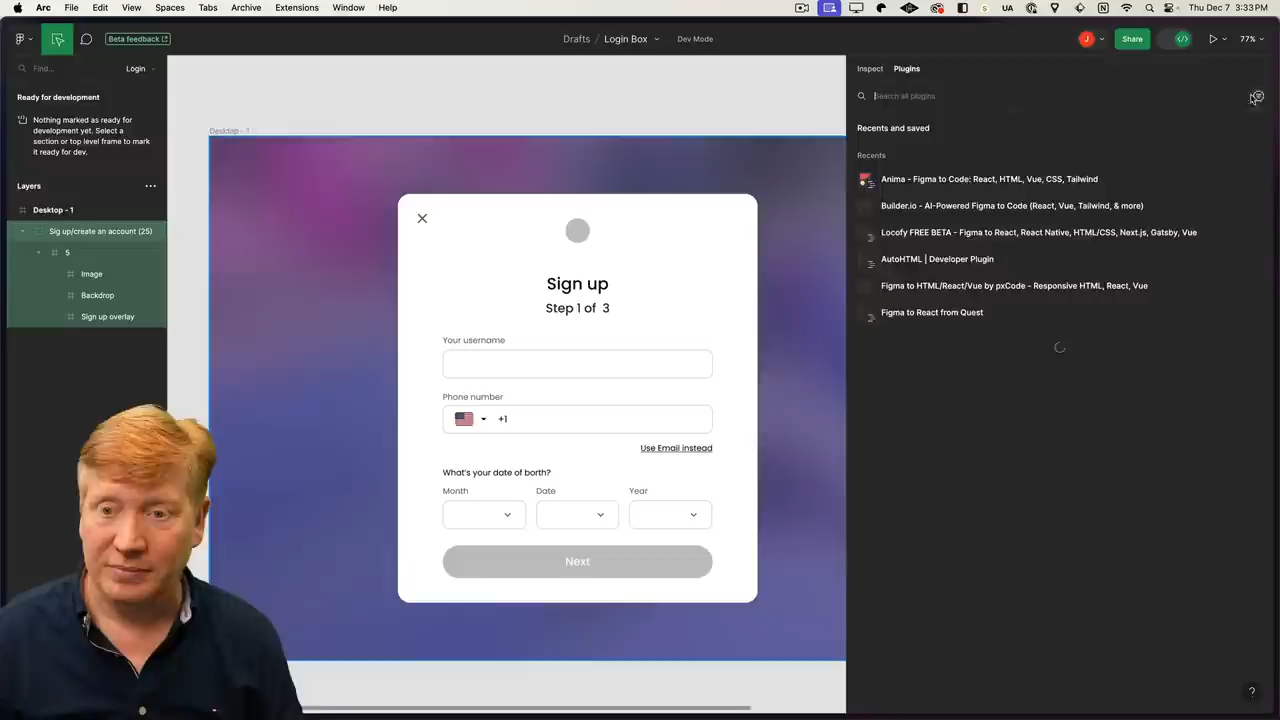 Arc File Edit View Spaces Tabs Archive Extensions Window Help
UA
Thu Dec 7 3:33 PM
Beta feedback
Drafts / Login Box
Dev Mode
J
Share
77%
Find...
Login
Ready for development
Nothing marked as ready for
development yet. Select a
section or top level frame to mark
it ready for dev.
Layers
Desktop - 1
Sig up/create an account (25)
5
Image
Backdrop
Sign up overlay
Desktop - 1
Sign up
Step 1 of 3
Your username
Phone number
+1
Use Email instead
What's your date of borth?
Month
Date
Year
Next
Inspect
Plugins
Search all plugins
Recents and saved
Recents
Anima - Figma to Code: React, HTML, Vue, CSS, Tailwind
Builder.io - AI-Powered Figma to Code (React, Vue, Tailwind, & more)
Locofy FREE BETA - Figma to React, React Native, HTML/CSS, Next.js, Gatsby, Vue
AutoHTML | Developer Plugin
Figma to HTML/React/Vue by pxCode - Responsive HTML, React, Vue
Figma to React from Quest
?